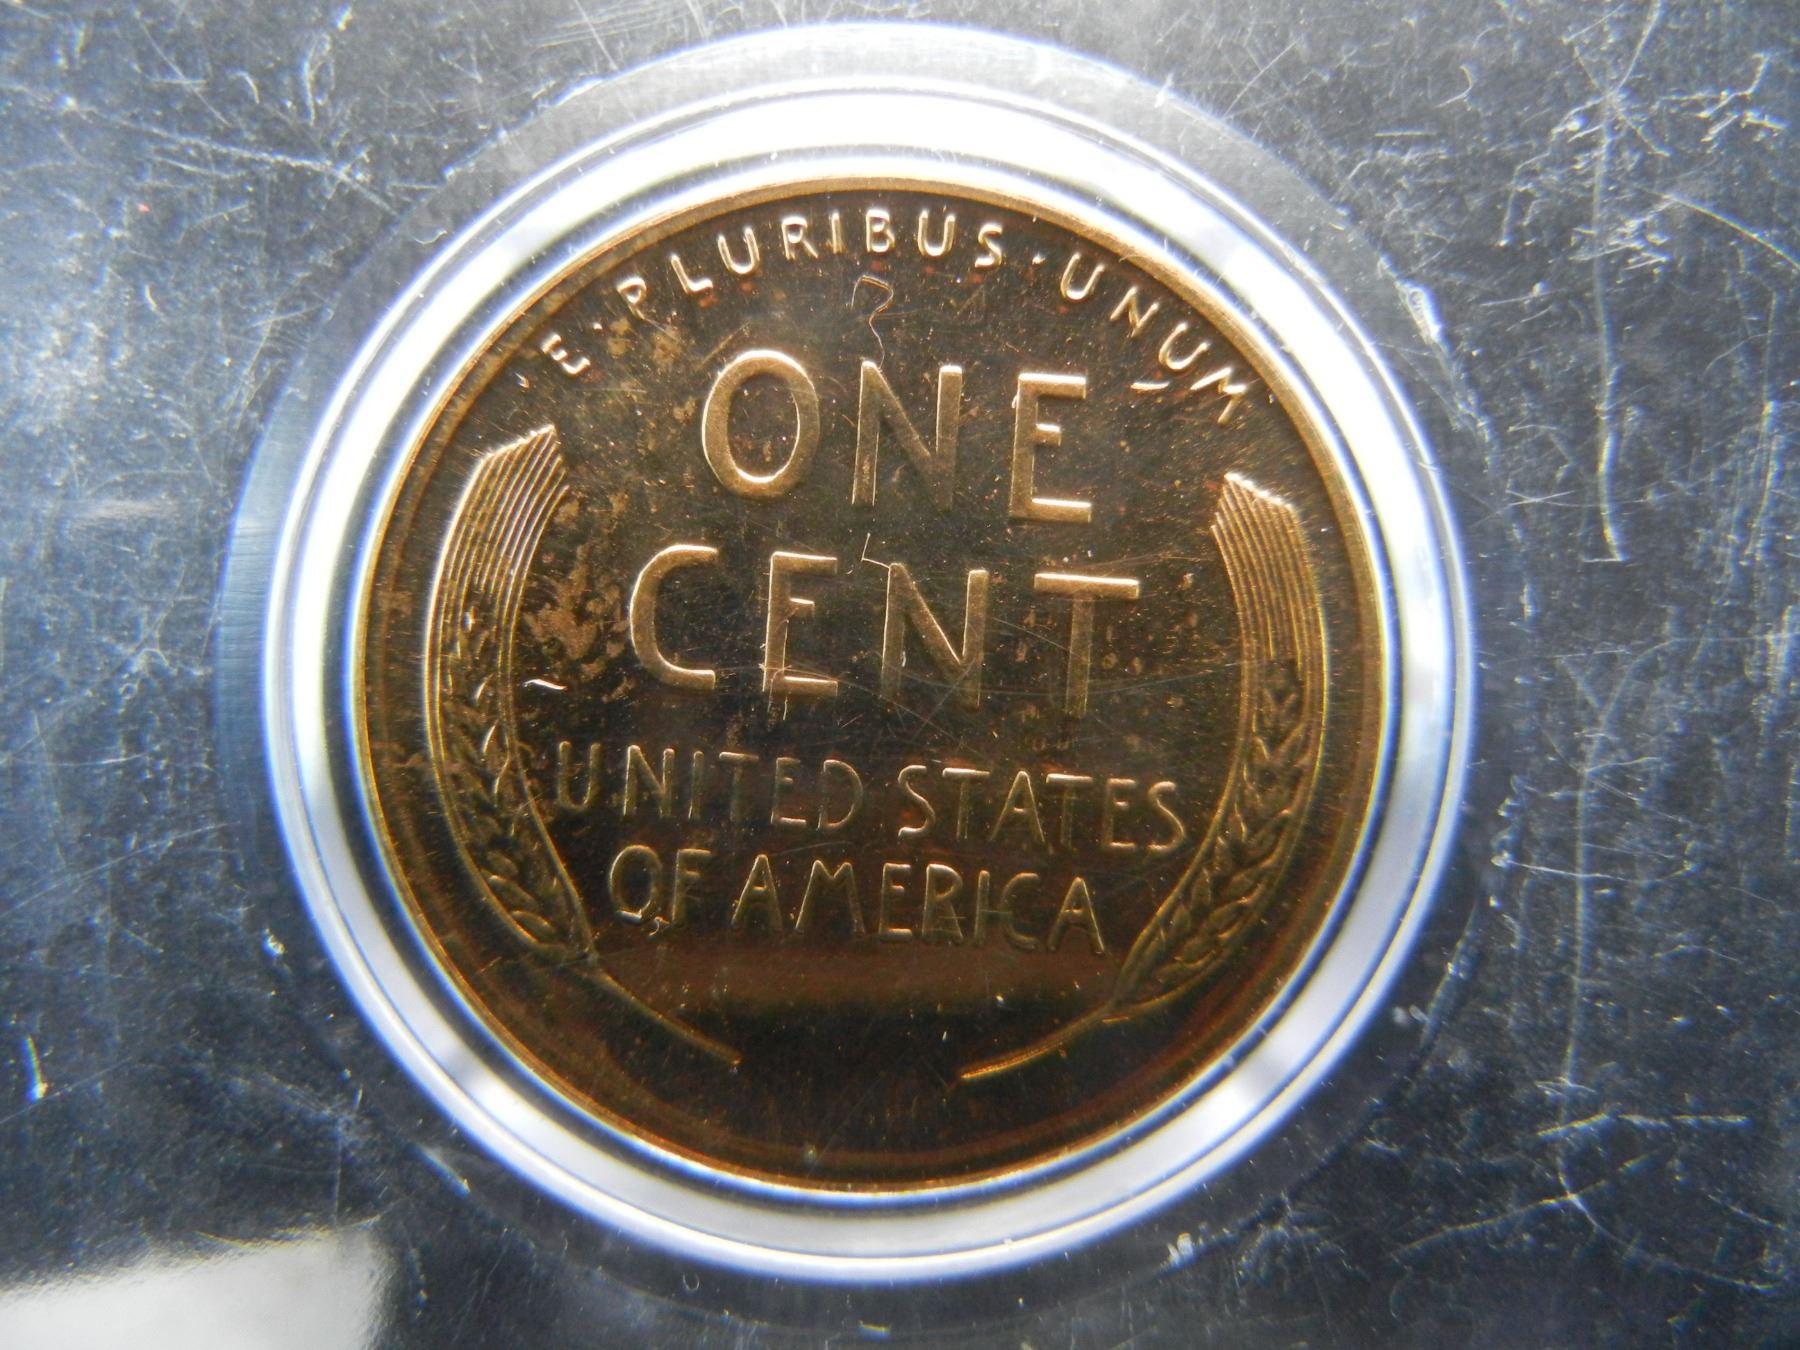 E · PLURIBUS · UNUM
ONE
CENT
UNITED STATES
OF AMERICA